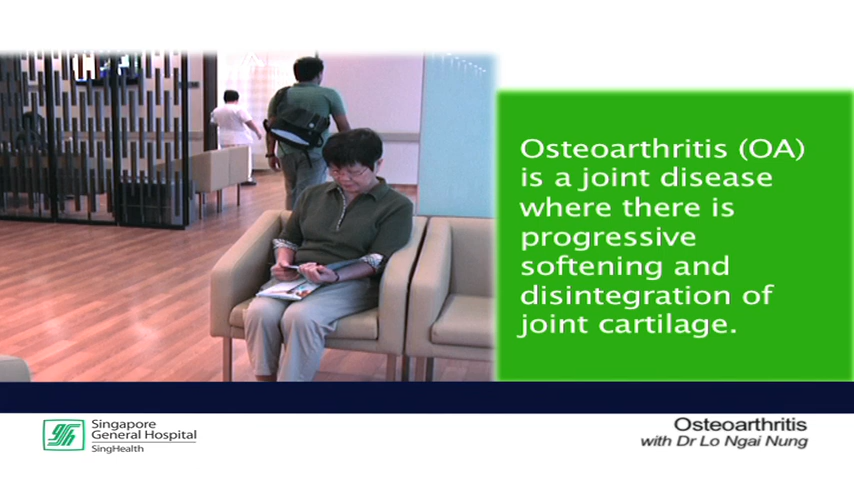 Osteoarthritis (OA)
is a joint disease
where there is
progressive
softening and
disintegration of
joint cartilage.
Singapore
General Hospital
SingHealth
Osteoarthritis
with Dr Lo Ngai Nung